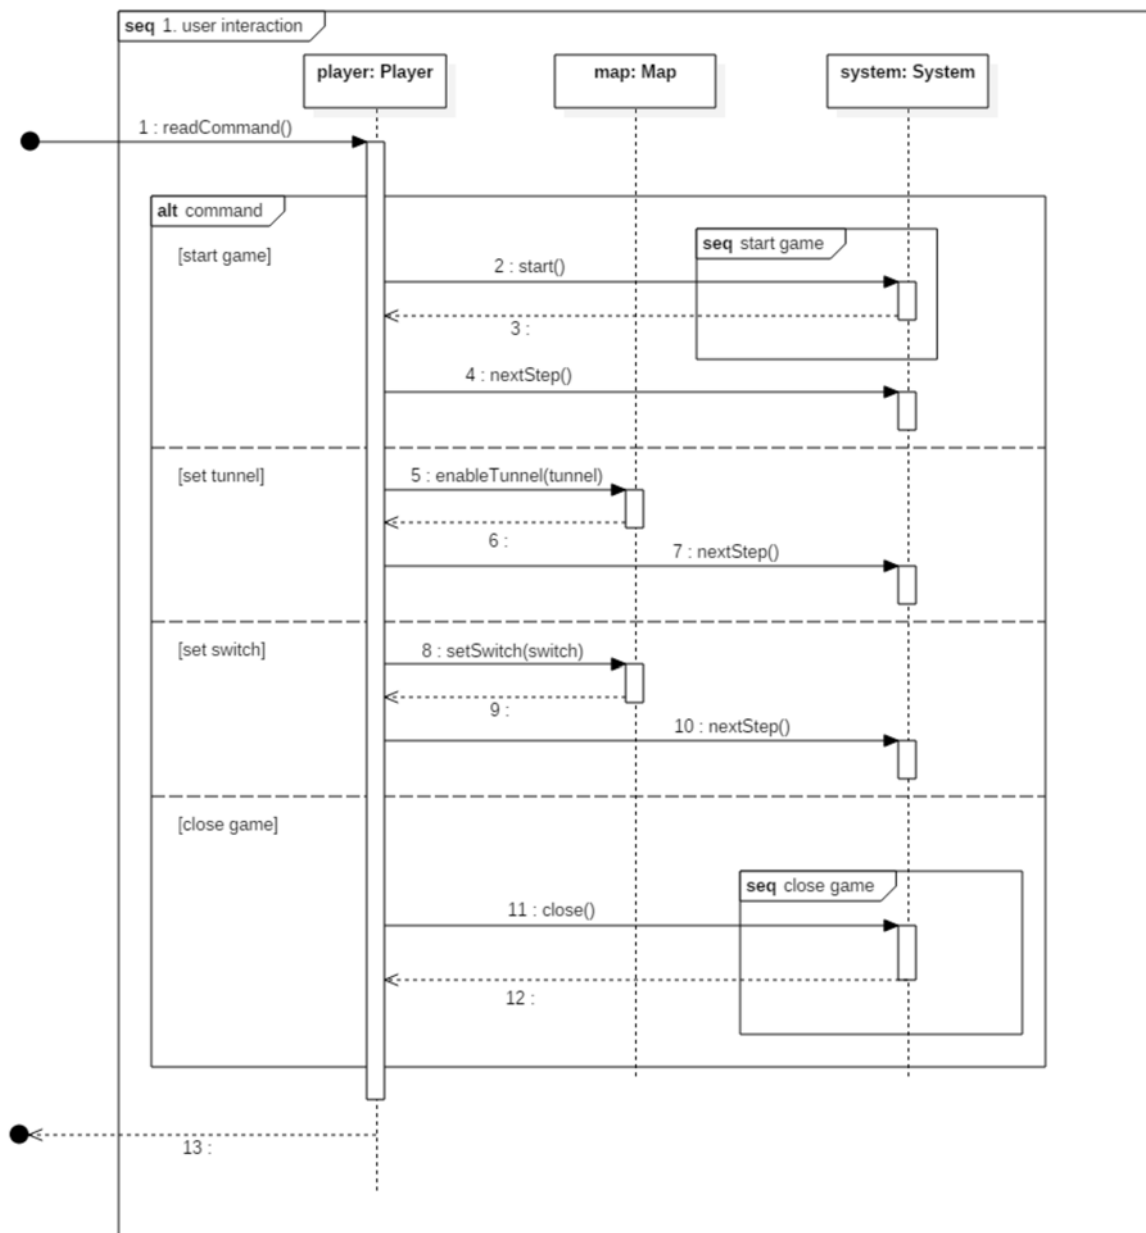 seq 1. user interaction
player: Player
map: Map
system: System
1 : readCommand()
alt command
[start game]
seq start game
2 : start()
3 :
4 : nextStep()
[set tunnel]
5 : enableTunnel(tunnel)
6 :
7 : nextStep()
[set switch]
8 : setSwitch(switch)
9 :
10 : nextStep()
[close game]
seq close game
11 : close()
12 :
13 :